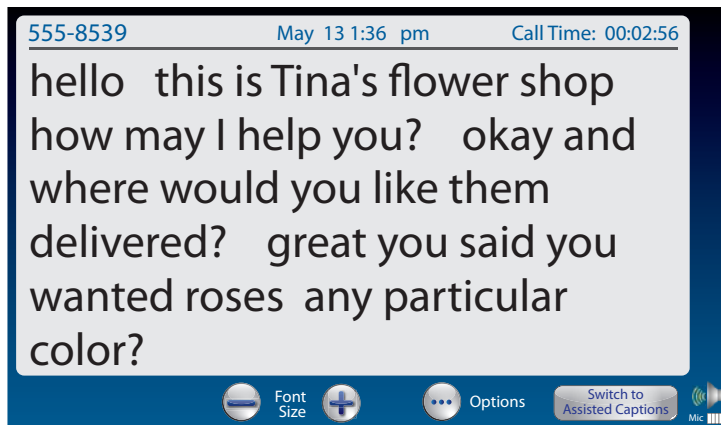 555-8539 May 13 1:36 pm Call Time: 00:02:56
hello this is Tina's flower shop
how may I help you? okay and
where would you like them
delivered? great you said you
wanted roses any particular
color?
Font
Size
Options
Switch to
Assisted Captions
Mic